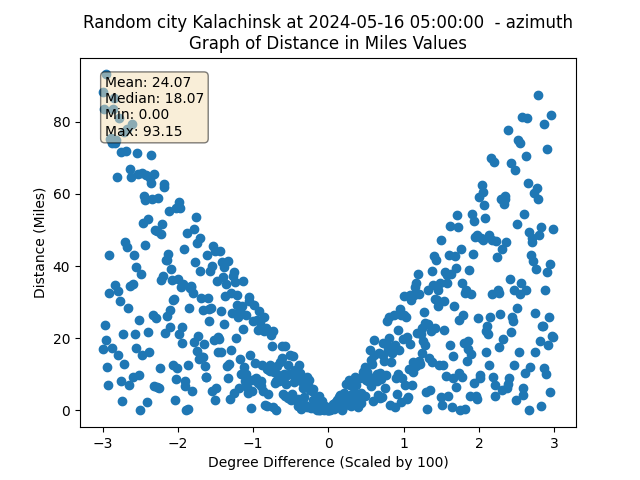 Random city Kalachinsk at 2024-05-16 05:00:00  - azimuth
Graph of Distance in Miles Values
Mean: 24.07
Median: 18.07
Min: 0.00
Max: 93.15
Distance (Miles)
80
60
40
20
0
−3 −2 −1 0 1 2 3
Degree Difference (Scaled by 100)